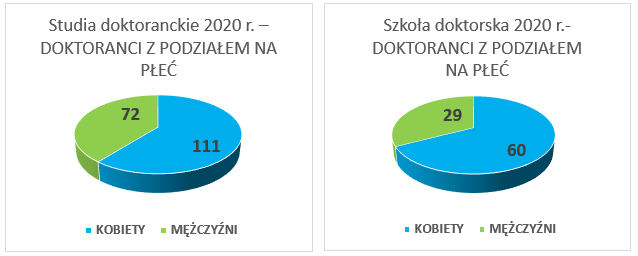 Studia doktoranckie 2020 r. –
DOKTORANCI Z PODZIAŁEM NA
PŁEĆ
72
111
KOBIETY MĘŻCZYŹNI
Szkoła doktorska 2020 r.-
DOKTORANCI Z PODZIAŁEM
NA PŁEĆ
29
60
KOBIETY MĘŻCZYŹNI